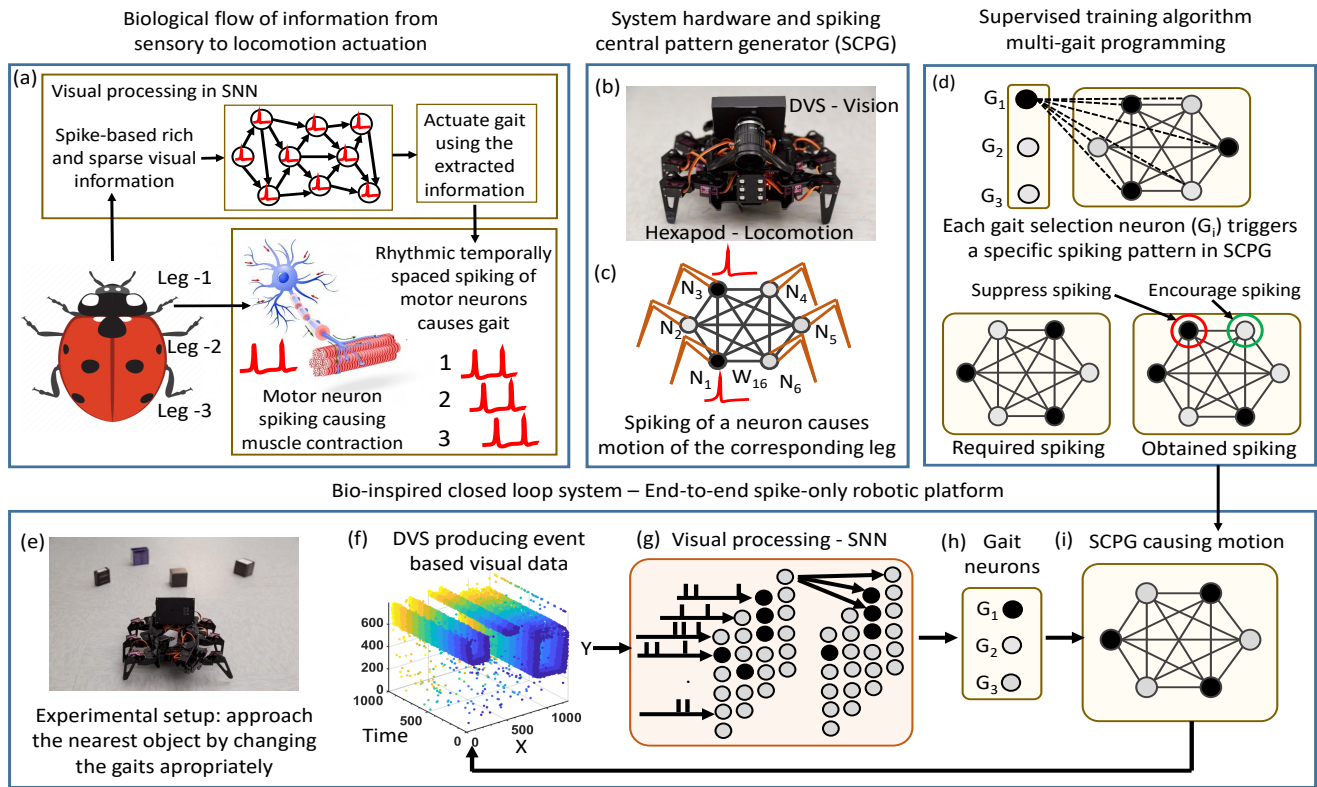 Biological flow of information from
sensory to locomotion actuation
System hardware and spiking
central pattern generator (SCPG)
Supervised training algorithm
multi-gait programming
(a)
Visual processing in SNN
Spike-based rich
and sparse visual
information
Actuate gait
using the
extracted
information
Leg -1
Leg -2
Leg -3
Motor neuron
spiking causing
muscle contraction
Rhythmic temporally
spaced spiking of
motor neurons
causes gait
1
2
3
(b)
DVS - Vision
Hexapod - Locomotion
(c)
N3
N4
N2
N5
N1
W16
N6
Spiking of a neuron causes
motion of the corresponding leg
(d)
G1
G2
G3
Each gait selection neuron (Gi) triggers
a specific spiking pattern in SCPG
Suppress spiking
Encourage spiking
Required spiking
Obtained spiking
Bio-inspired closed loop system – End-to-end spike-only robotic platform
(e)
Experimental setup: approach
the nearest object by changing
the gaits apropriately
(f)
DVS producing event
based visual data
600
400
200
0
1000
500
0
Time
0
500
1000
X
Y
(g)
Visual processing - SNN
(h)
Gait
neurons
G1
G2
G3
(i)
SCPG causing motion